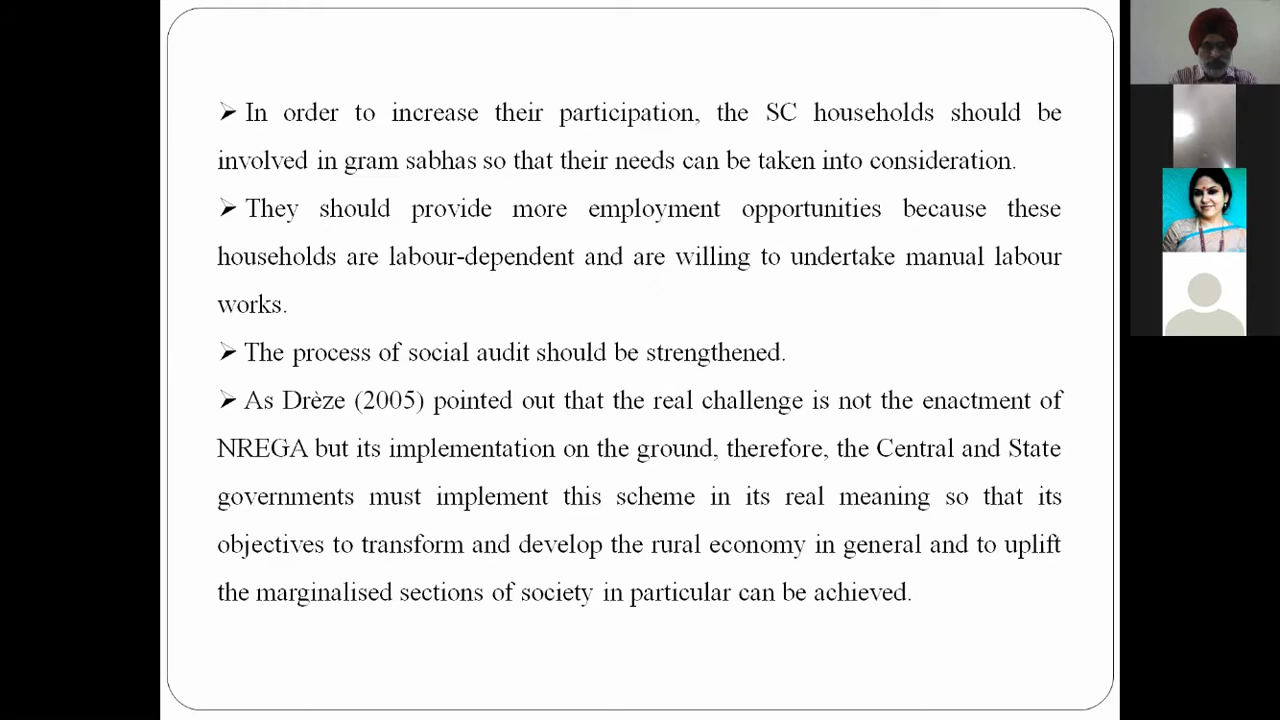 ➢ In order to increase their participation, the SC households should be
involved in gram sabhas so that their needs can be taken into consideration.
➢ They should provide more employment opportunities because these
households are labour-dependent and are willing to undertake manual labour
works.
➢ The process of social audit should be strengthened.
➢ As Drèze (2005) pointed out that the real challenge is not the enactment of
NREGA but its implementation on the ground, therefore, the Central and State
governments must implement this scheme in its real meaning so that its
objectives to transform and develop the rural economy in general and to uplift
the marginalised sections of society in particular can be achieved.